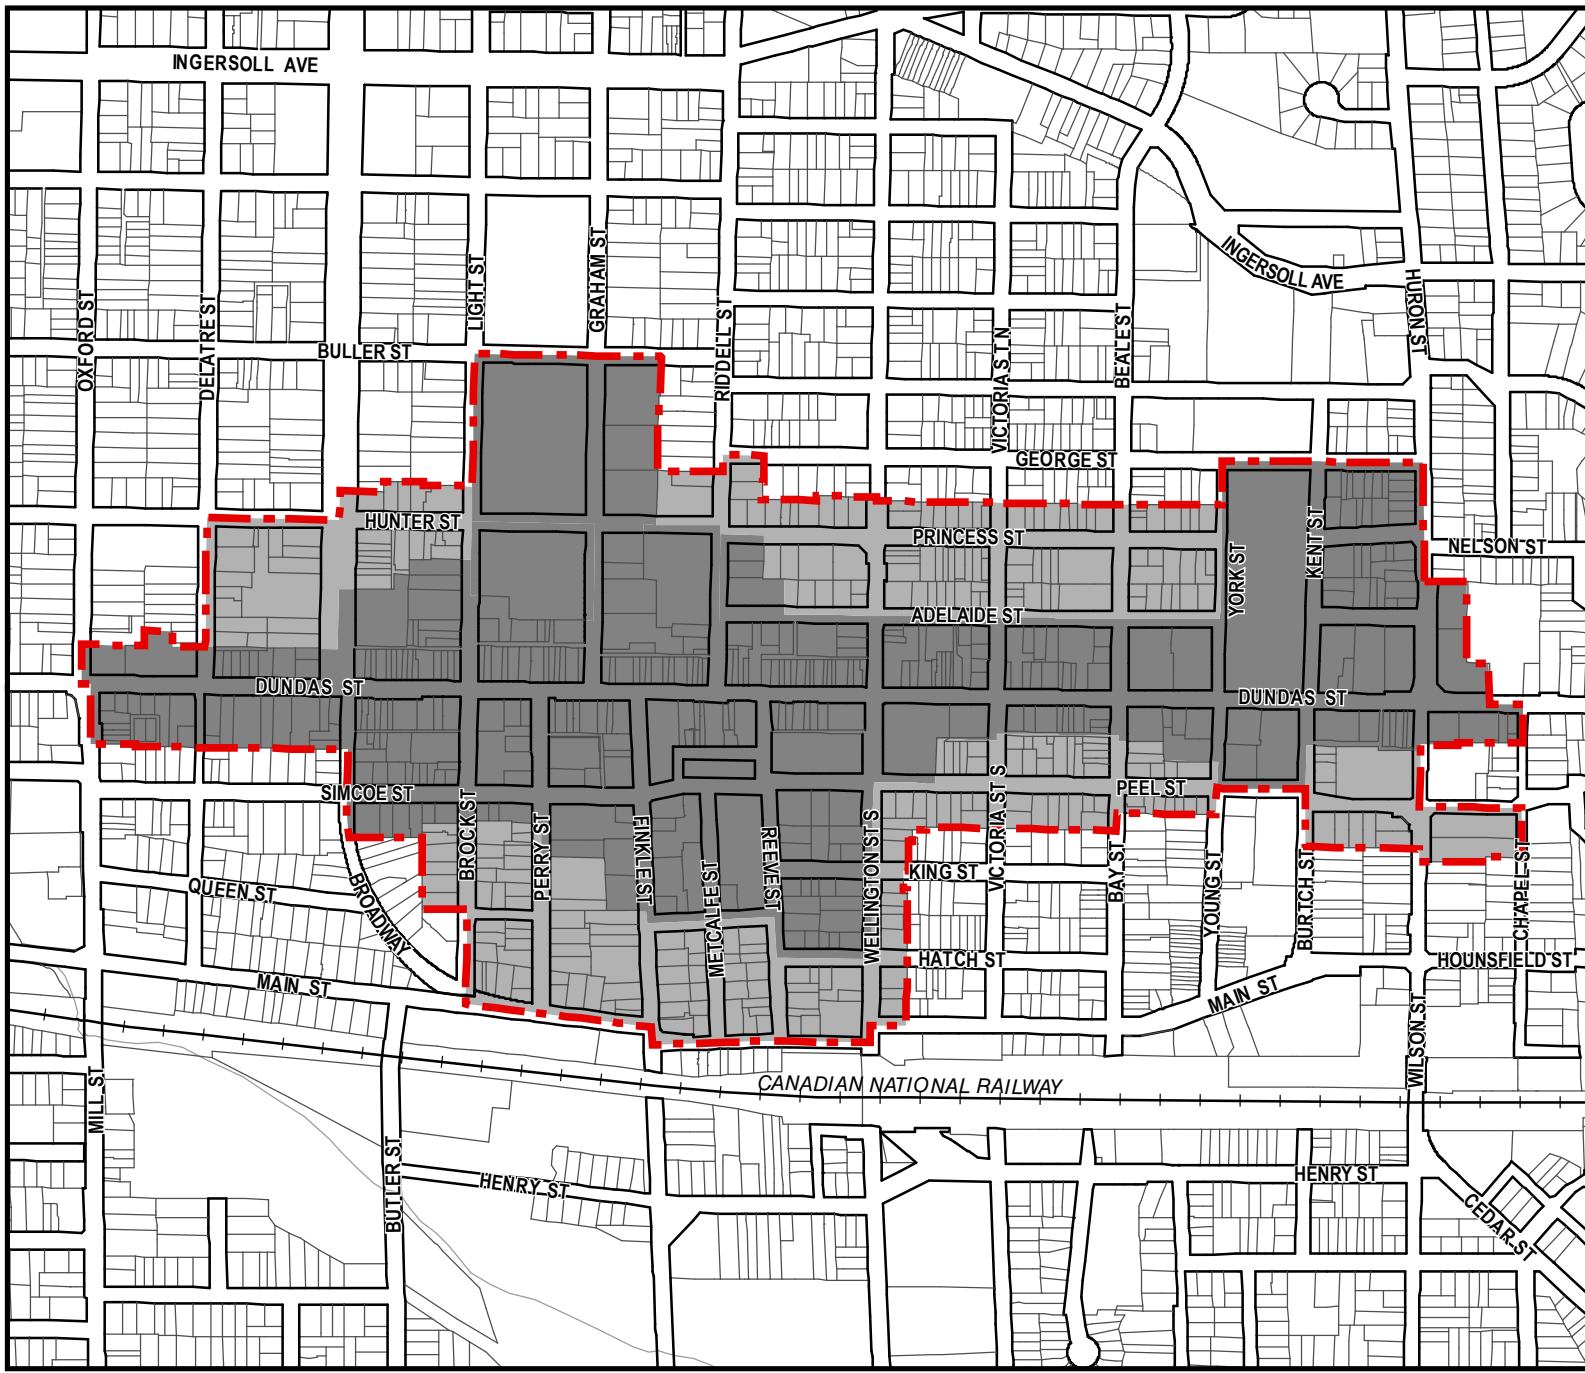 INGERSOLL AVE
OXFORD ST
DELATRE ST
LIGHT ST
GRAHAM ST
RIDDELL ST
VICTORIA ST N
BEALE ST
INGERSOLL AVE
HURON ST
BULLER ST
GEORGE ST
HUNTER ST
PRINCESS ST
YORK ST
KENT ST
NELSON ST
ADELAIDE ST
DUNDAS ST
DUNDAS ST
SIMCOE ST
BROCK ST
PERRY ST
FINKLE ST
METCALFE ST
REEVE ST
WELLINGTON ST S
VICTORIA ST S
PEEL ST
KING ST
BAY ST
YOUNG ST
BURTCH ST
CHAPEL ST
QUEEN ST
BROADWAY
HATCH ST
HOUNSFIELD ST
MAIN ST
MAIN ST
WILSON ST
CANADIAN NATIONAL RAILWAY
MILL ST
BUTLER ST
HENRY ST
HENRY ST
CEDAR ST